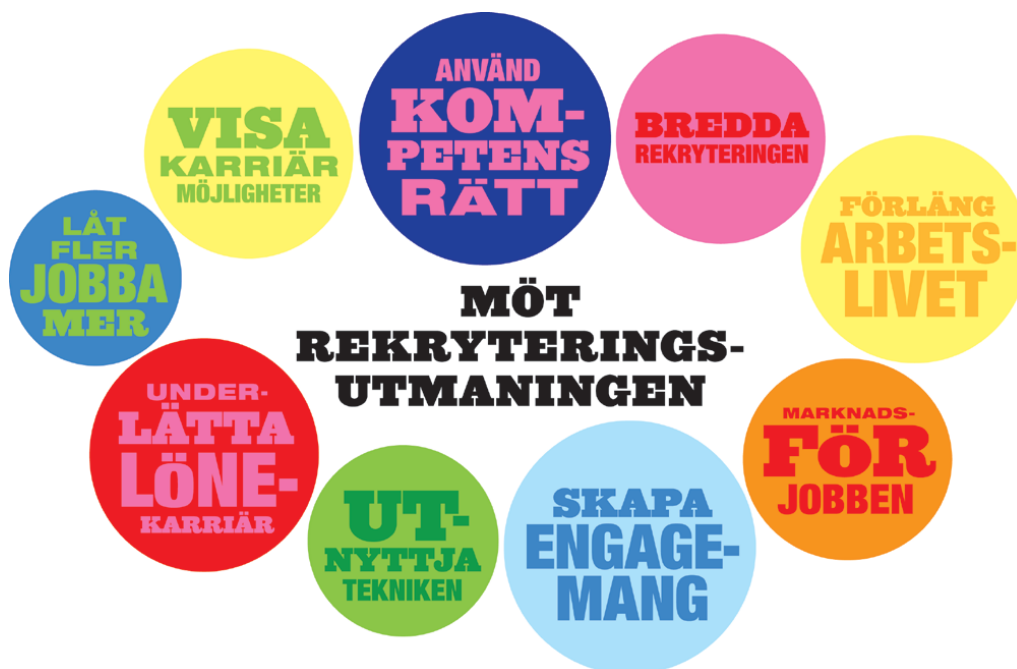 ANVÄND
KOM-
PETENS
RÄTT
VISA
KARRIÄR
MÖJLIGHETER
BREDDA
REKRYTERINGEN
LÅT
FLER
JOBBA
MER
FÖRLÄNG
ARBETS-
LIVET
MÖT
REKRYTERINGS-
UTMANINGEN
UNDER-
LÄTTA
LÖNE-
KARRIÄR
MARKNADS-
FÖR
JOBBEN
UT-
NYTTJA
TEKNIKEN
SKAPA
ENGAGE-
MANG